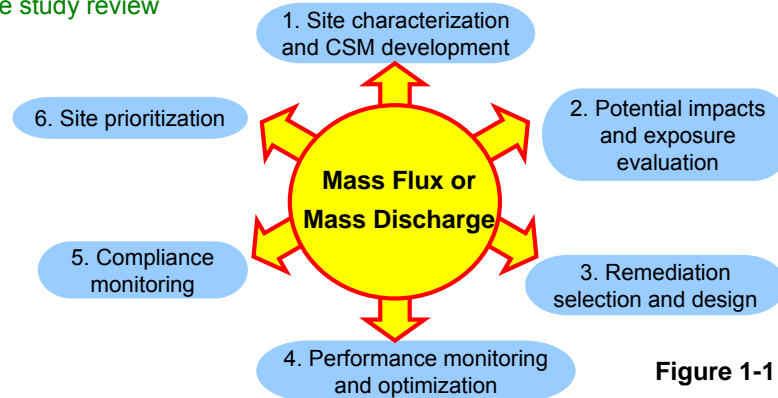 e study review
1. Site characterization
and CSM development
6. Site prioritization
2. Potential impacts
and exposure
evaluation
Mass Flux or
Mass Discharge
5. Compliance
monitoring
3. Remediation
selection and design
4. Performance monitoring
and optimization
Figure 1-1